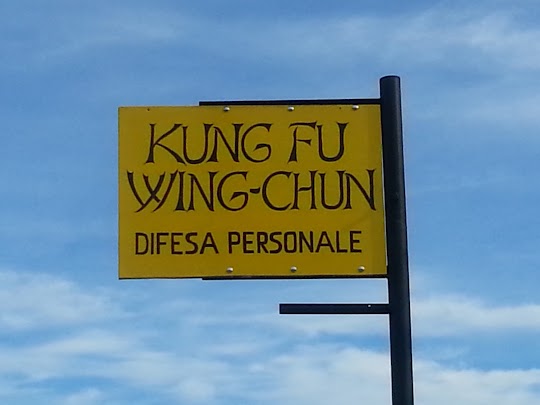 KUNG FU
WING-CHUN
DIFESA PERSONALE